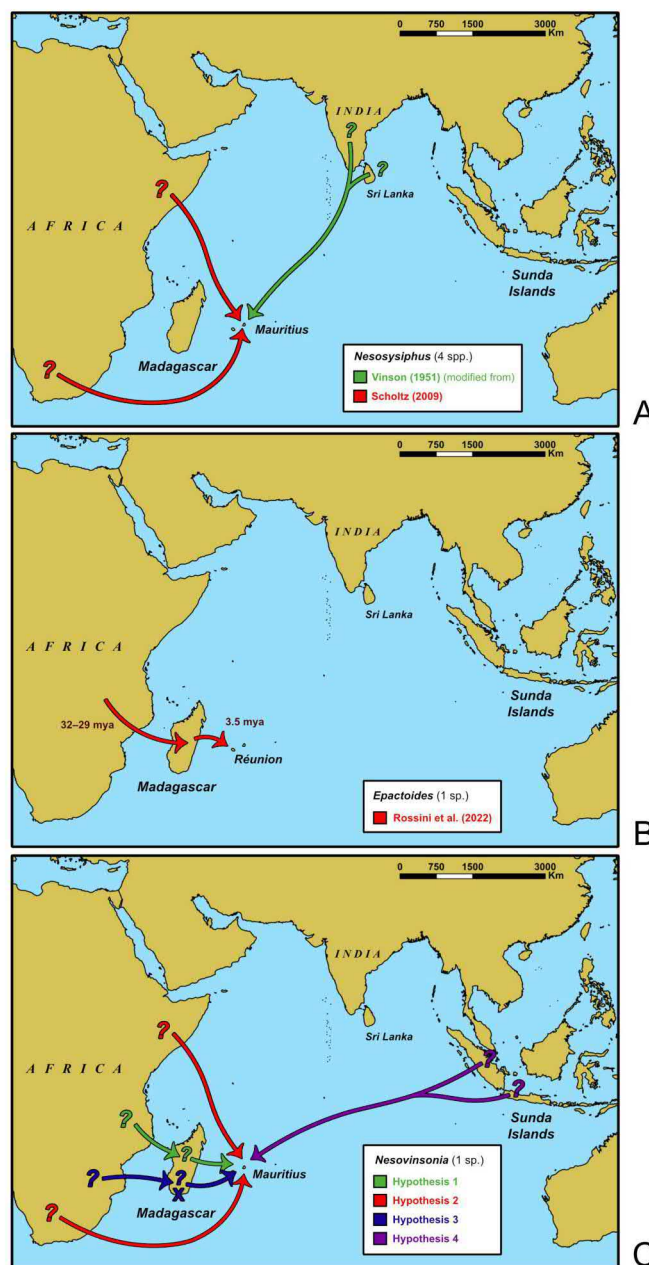 0 750 1500 3000
Km
INDIA
?
?
Sri Lanka
?
AFRICA
Sunda
Islands
Mauritius
Madagascar
?
Nesosysiphus (4 spp.)
Vinson (1951) (modified from)
Scholtz (2009)
A
0 750 1500 3000
Km
INDIA
Sri Lanka
AFRICA
Sunda
Islands
32–29 mya
3.5 mya
Réunion
Madagascar
Epactoides (1 sp.)
Rossini et al. (2022)
B
0 750 1500 3000
Km
INDIA
?
Sri Lanka
?
AFRICA
?
Sunda
Islands
?
?
Mauritius
?
?
X
Madagascar
?
Nesovinsonia (1 sp.)
Hypothesis 1
Hypothesis 2
Hypothesis 3
Hypothesis 4
C